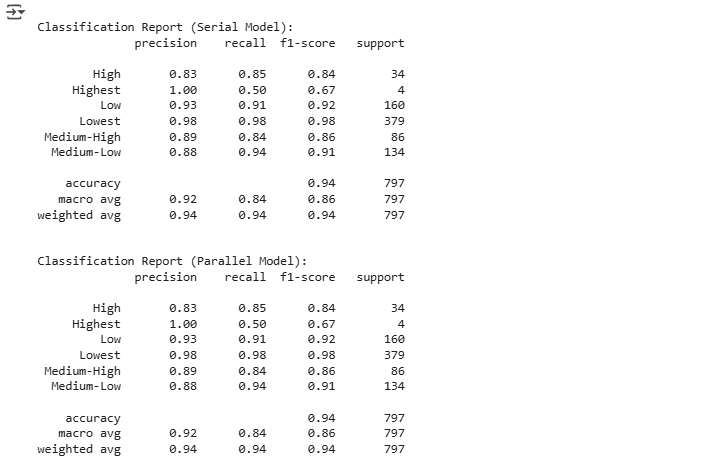 Classification Report (Serial Model):
precision recall f1-score support
High 0.83 0.85 0.84 34
Highest 1.00 0.50 0.67 4
Low 0.93 0.91 0.92 160
Lowest 0.98 0.98 0.98 379
Medium-High 0.89 0.84 0.86 86
Medium-Low 0.88 0.94 0.91 134
accuracy 0.94 797
macro avg 0.92 0.84 0.86 797
weighted avg 0.94 0.94 0.94 797
Classification Report (Parallel Model):
precision recall f1-score support
High 0.83 0.85 0.84 34
Highest 1.00 0.50 0.67 4
Low 0.93 0.91 0.92 160
Lowest 0.98 0.98 0.98 379
Medium-High 0.89 0.84 0.86 86
Medium-Low 0.88 0.94 0.91 134
accuracy 0.94 797
macro avg 0.92 0.84 0.86 797
weighted avg 0.94 0.94 0.94 797